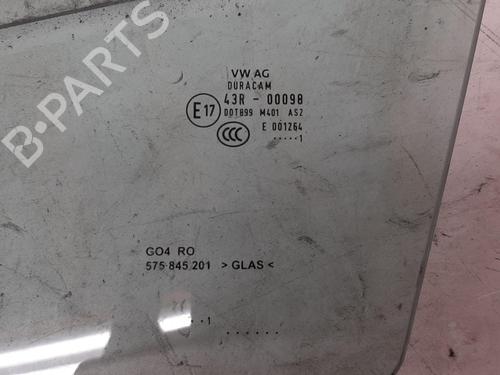 VW AG
DURACAM
43R - 00098
E17
DOT899 M401 AS2
CCC
E 001264
.....1
GO4 RO
575 845 201 >GLAS<
....1
......
B-PARTS